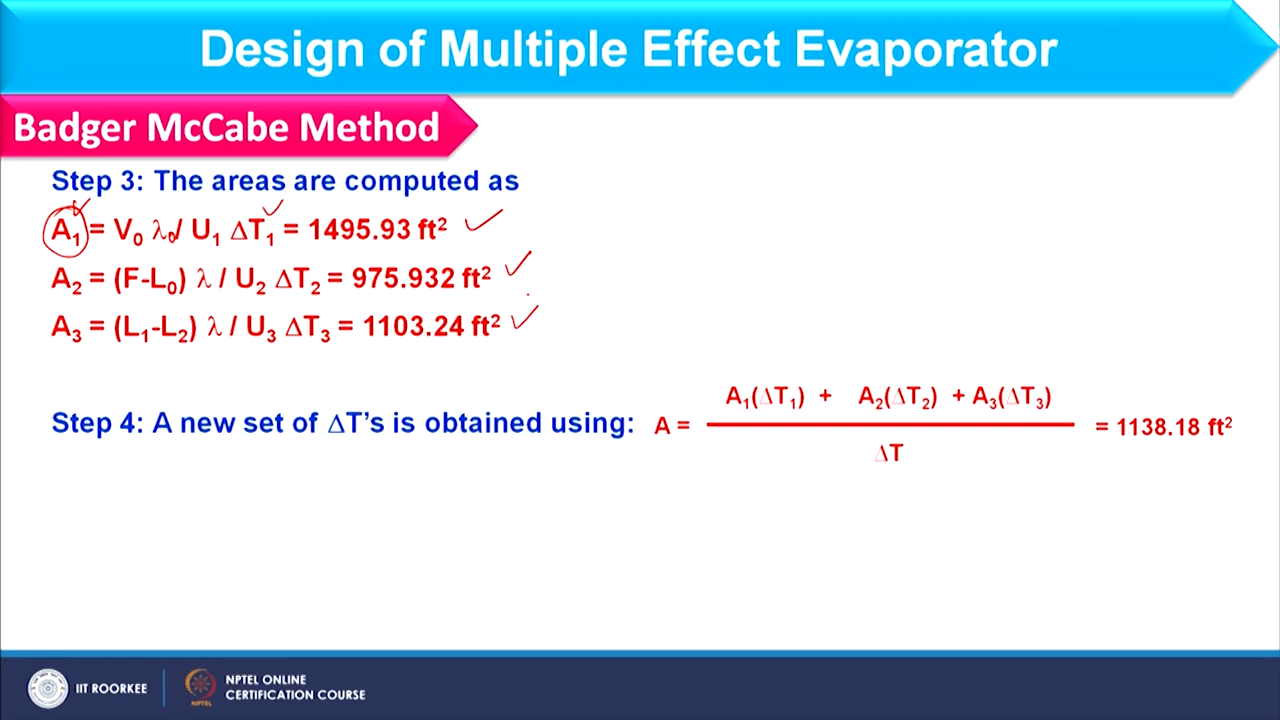 Design of Multiple Effect Evaporator
Badger McCabe Method
Step 3: The areas are computed as
A₁ = V₀ λ₀/ U₁ ΔT₁ = 1495.93 ft²
A₂ = (F-L₀) λ / U₂ ΔT₂ = 975.932 ft²
A₃ = (L₁-L₂) λ / U₃ ΔT₃ = 1103.24 ft²
Step 4: A new set of ΔT's is obtained using: A = A₁(ΔT₁) + A₂(ΔT₂) + A₃(ΔT₃) / ΔT = 1138.18 ft²
IIT ROORKEE
NPTEL
NPTEL ONLINE
CERTIFICATION COURSE